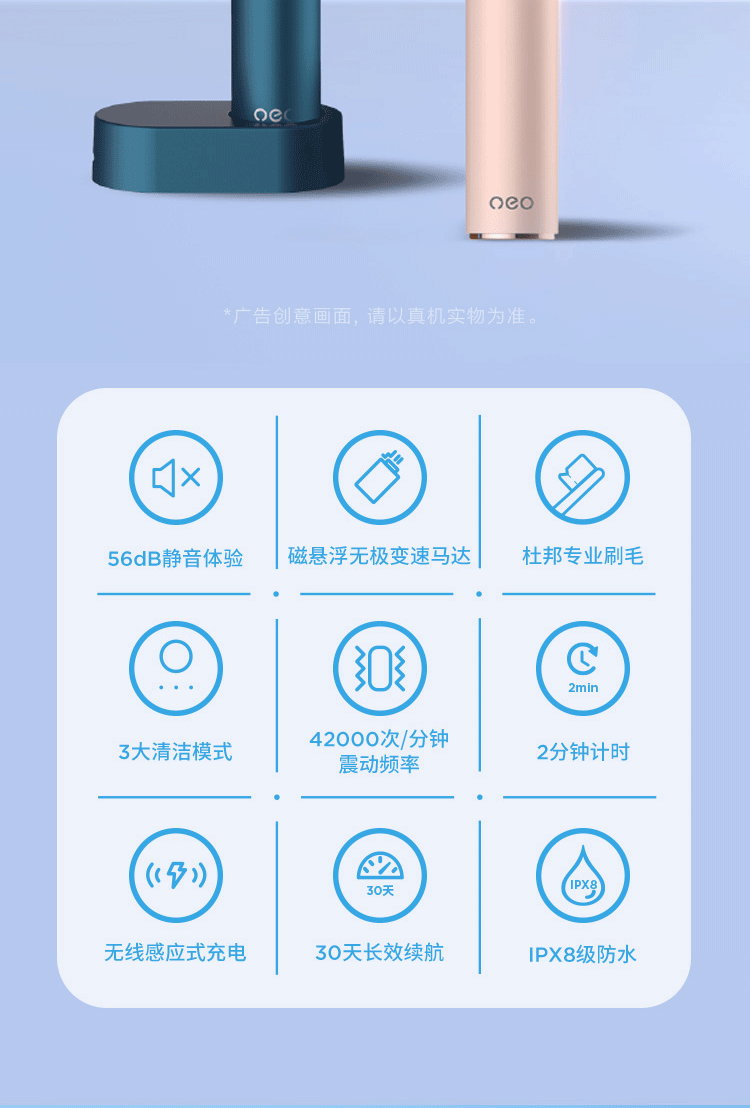 neo
neo
*广告创意画面，请以真机实物为准。
56dB静音体验
磁悬浮无极变速马达
杜邦专业刷毛
2min
3大清洁模式
42000次/分钟
震动频率
2分钟计时
30天
IPX8
无线感应式充电
30天长效续航
IPX8级防水